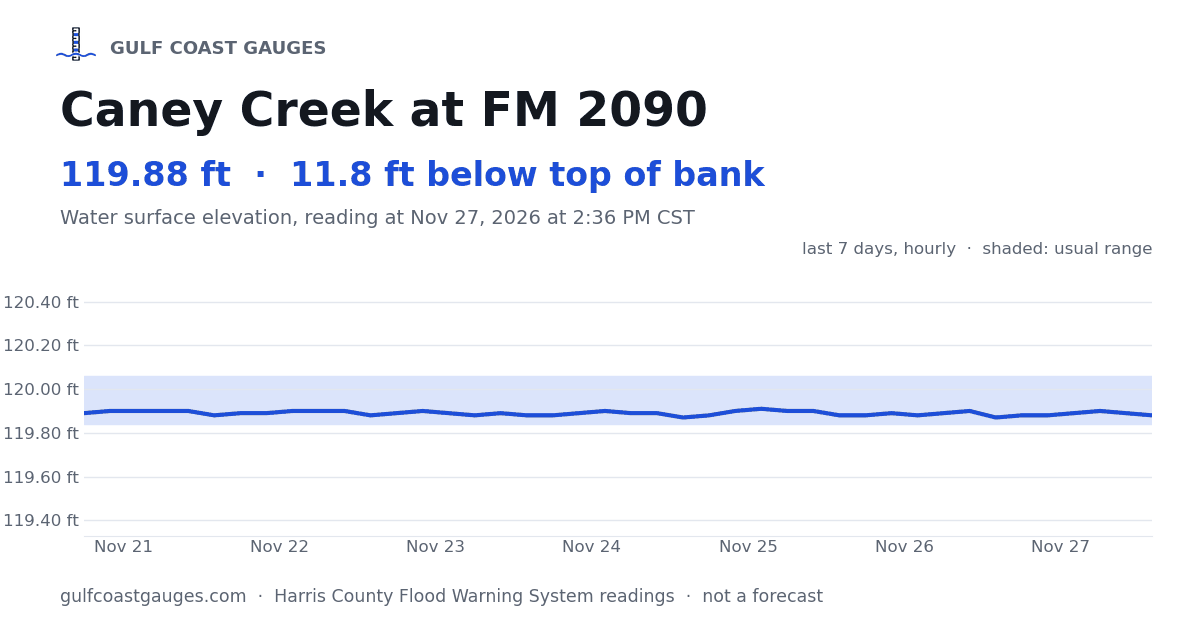 GULF COAST GAUGES
Caney Creek at FM 2090
119.88 ft · 11.8 ft below top of bank
Water surface elevation, reading at Nov 27, 2026 at 2:36 PM CST
last 7 days, hourly · shaded: usual range
120.40 ft
120.20 ft
120.00 ft
119.80 ft
119.60 ft
119.40 ft
Nov 21 Nov 22 Nov 23 Nov 24 Nov 25 Nov 26 Nov 27
gulfcoastgauges.com · Harris County Flood Warning System readings · not a forecast